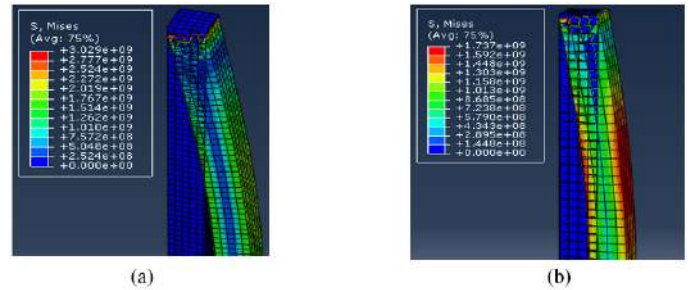 S, Mises
(Avg: 75%)
+3.029e+09
+2.777e+09
+2.524e+09
+2.272e+09
+2.019e+09
+1.767e+09
+1.514e+09
+1.262e+09
+1.010e+09
+7.572e+08
+5.048e+08
+2.524e+08
+0.000e+00
(a)
S, Mises
(Avg: 75%)
+1.737e+09
+1.592e+09
+1.448e+09
+1.303e+09
+1.158e+09
+1.013e+09
+8.685e+08
+7.238e+08
+5.790e+08
+4.343e+08
+2.895e+08
+1.448e+08
+0.000e+00
(b)